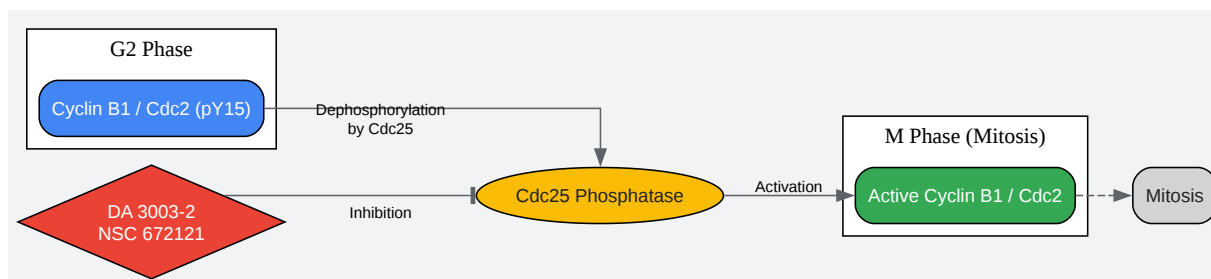 G2 Phase
Cyclin B1 / Cdc2 (pY15)
Dephosphorylation
by Cdc25
DA 3003-2
NSC 672121
Inhibition
Cdc25 Phosphatase
Activation
M Phase (Mitosis)
Active Cyclin B1 / Cdc2
Mitosis